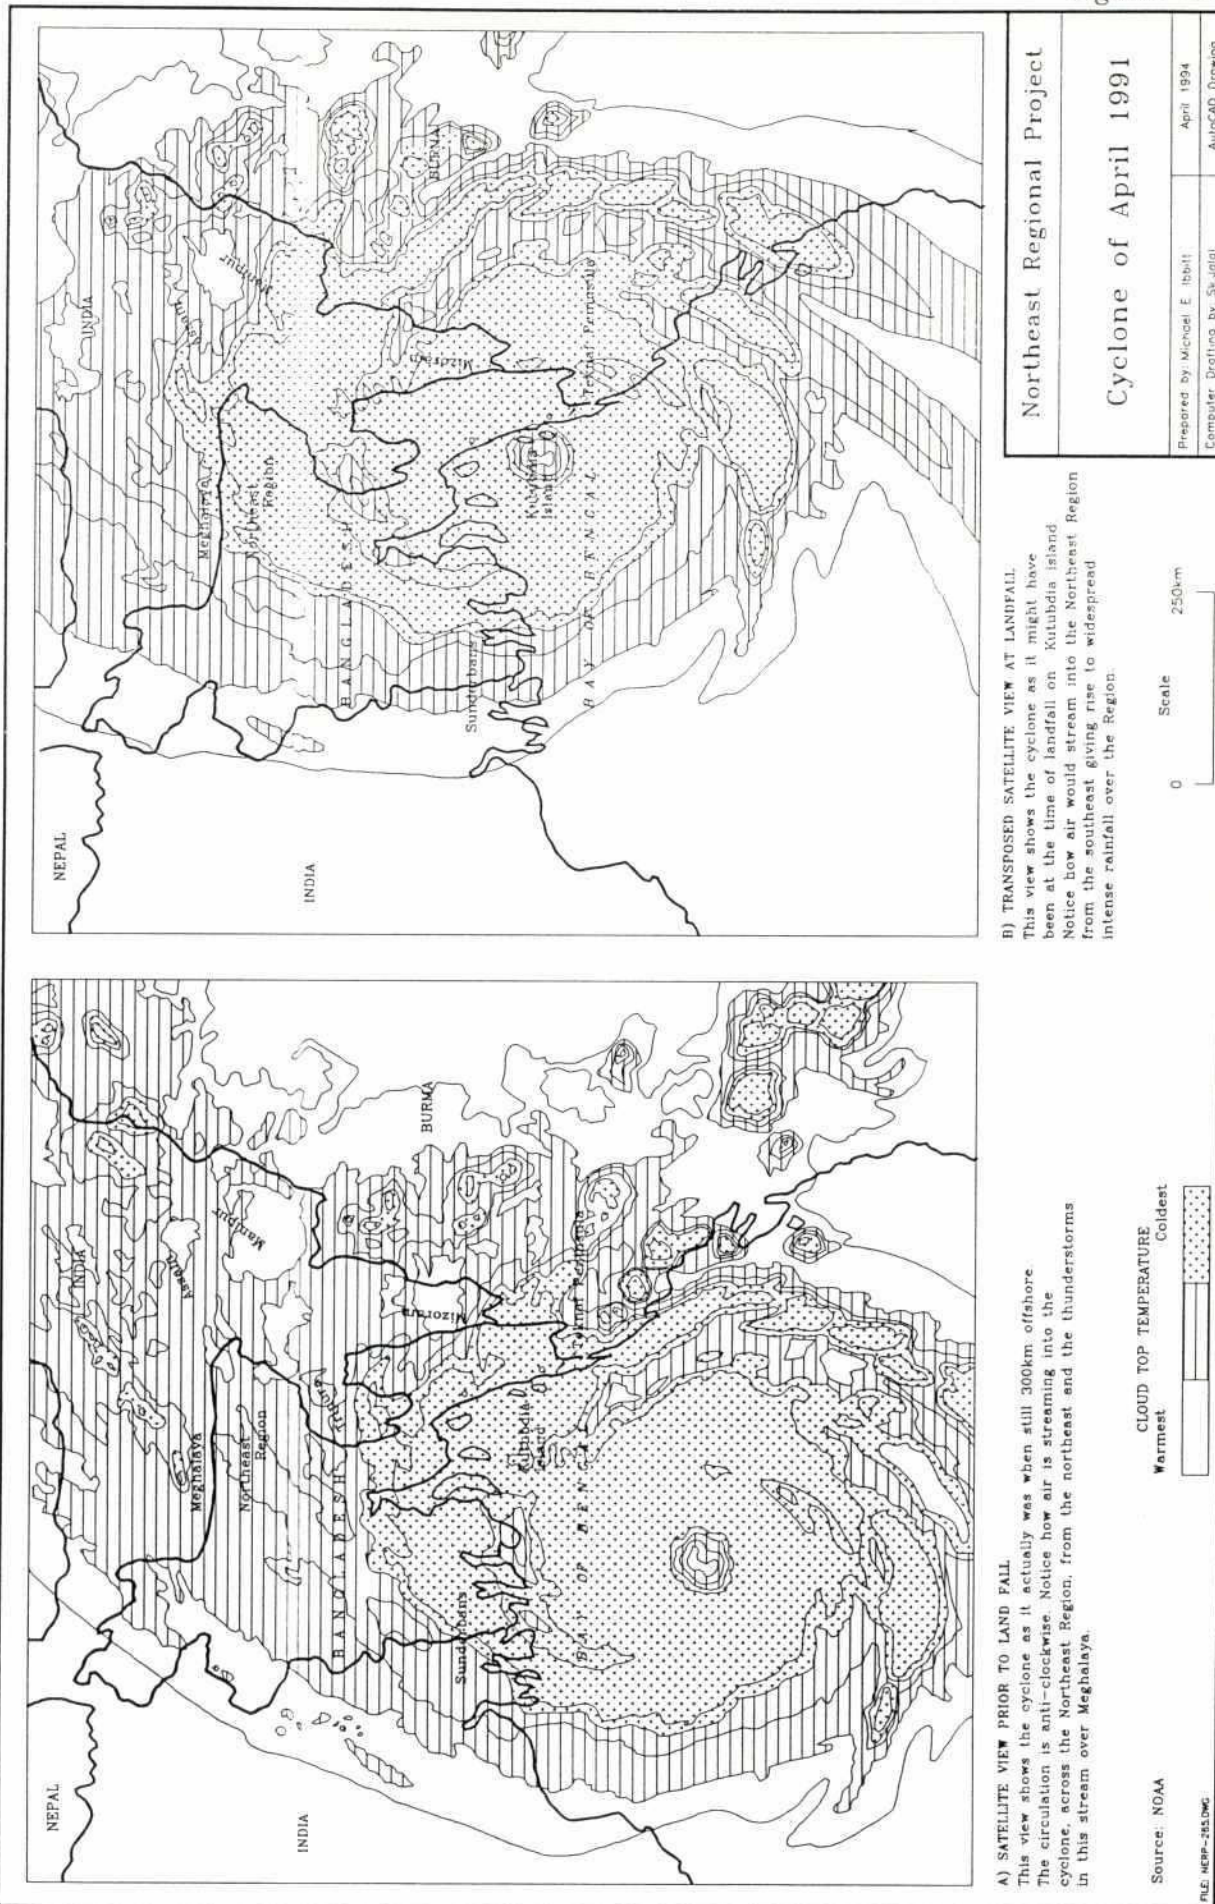 NEPAL
INDIA
INDIA
Assam
Manipur
Meghalaya
Northeast
Region
BANGLADESH
Tripura
Mizoram
BURMA
Sundarbans
Kutubdia
Island
Teknaf Peninsula
BAY OF BENGAL
A) SATELLITE VIEW PRIOR TO LAND FALL
This view shows the cyclone as it actually was when still 300km offshore
The circulation is anti-clockwise. Notice how air is streaming into the
cyclone, across the Northeast Region, from the northeast and the thunderstorms
in this stream over Meghalaya.
Source: NOAA
CLOUD TOP TEMPERATURE
Warmest Coldest
FILE: NERP-265.DWG
NEPAL
INDIA
INDIA
Assam
Manipur
Meghalaya
Northeast
Region
BANGLADESH
Mizoram
BURMA
Sundarbans
Kutubdia
Island
Teknaf Peninsula
BAY OF BENGAL
B) TRANSPOSED SATELLITE VIEW AT LANDFALL
This view shows the cyclone as it might have
been at the time of landfall on Kutubdia island
Notice how air would stream into the Northeast Region
from the southeast giving rise to widespread
intense rainfall over the Region.
Scale
0 250km
Northeast Regional Project
Cyclone of April 1991
Prepared by: Michael E. Ibbitt
April 1994
Computer Drafting by: Sk Jalal
AutoCAD Drawing